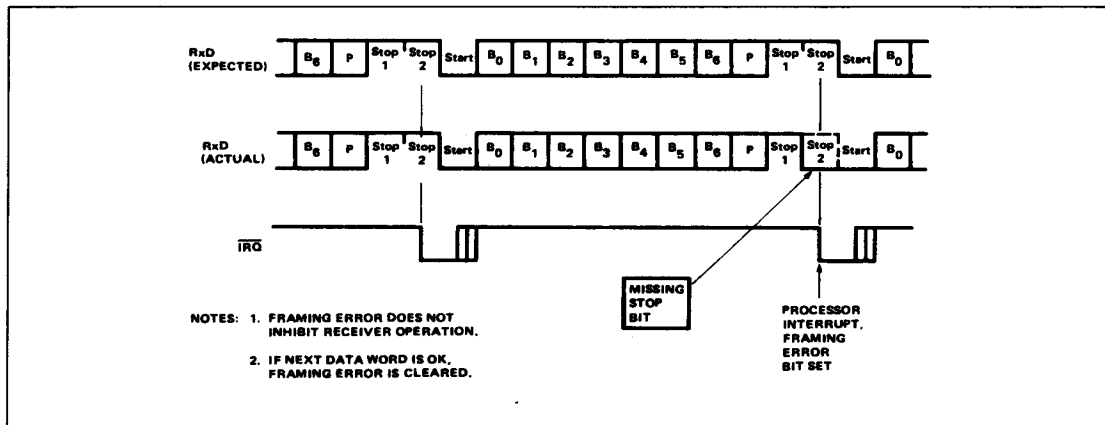 RxD
(EXPECTED)
B6 P Stop 1 Stop 2 Start B0 B1 B2 B3 B4 B5 B6 P Stop 1 Stop 2 Start B0
RxD
(ACTUAL)
B6 P Stop 1 Stop 2 Start B0 B1 B2 B3 B4 B5 B6 P Stop 1 Stop 2 Start B0
IRQ
MISSING
STOP
BIT
PROCESSOR
INTERRUPT,
FRAMING
ERROR
BIT SET
NOTES: 1. FRAMING ERROR DOES NOT
INHIBIT RECEIVER OPERATION.
2. IF NEXT DATA WORD IS OK,
FRAMING ERROR IS CLEARED.